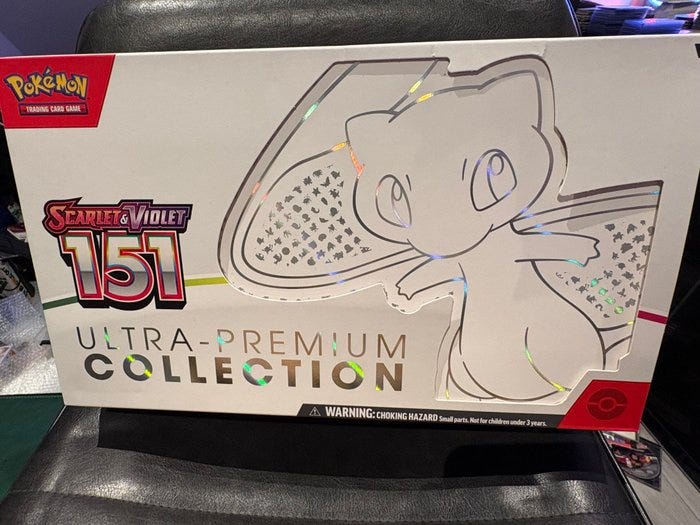 POKéMON
TRADING CARD GAME
SCARLET & VIOLET
151
ULTRA-PREMIUM
COLLECTION
WARNING: CHOKING HAZARD Small parts. Not for children under 3 years.